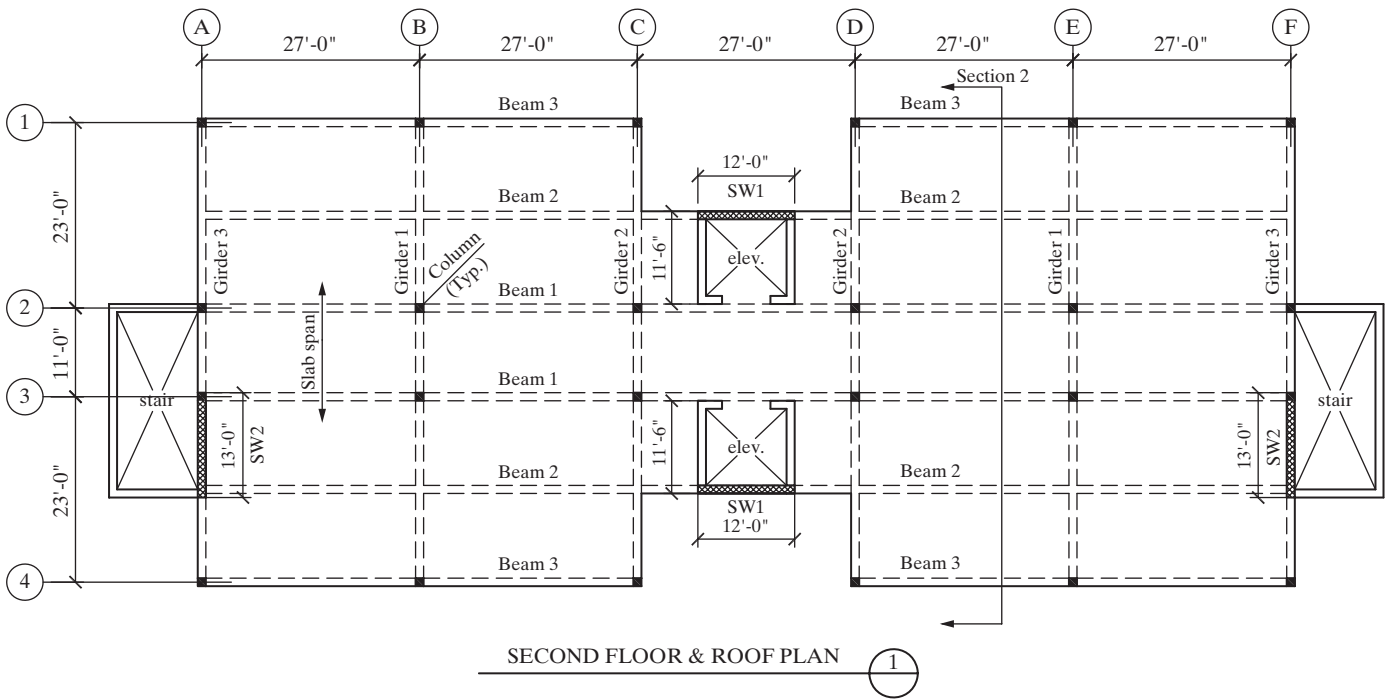 A B C D E F
27'-0" 27'-0" 27'-0" 27'-0" 27'-0"
Section 2
Beam 3 Beam 3
1
12'-0"
SW1
Beam 2 Beam 2
23'-0"
Girder 3
Girder 1
Column
(Typ.)
Girder 2
11'-6"
elev.
Girder 2
Girder 1
Girder 3
Beam 1 Beam 1
2
11'-0"
Slab span
3
Beam 1 Beam 1
stair
13'-0"
SW2
11'-6"
elev.
13'-0"
SW2
stair
23'-0"
Beam 2 Beam 2
SW1
12'-0"
Beam 3 Beam 3
4
SECOND FLOOR & ROOF PLAN 1